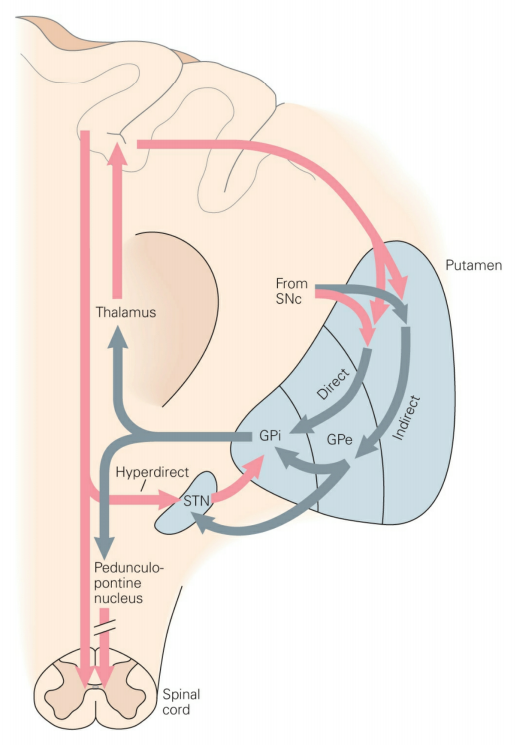 Putamen
From
SNc
Thalamus
Direct
Indirect
GPi
GPe
Hyperdirect
STN
Pedunculo-
pontine
nucleus
Spinal
cord